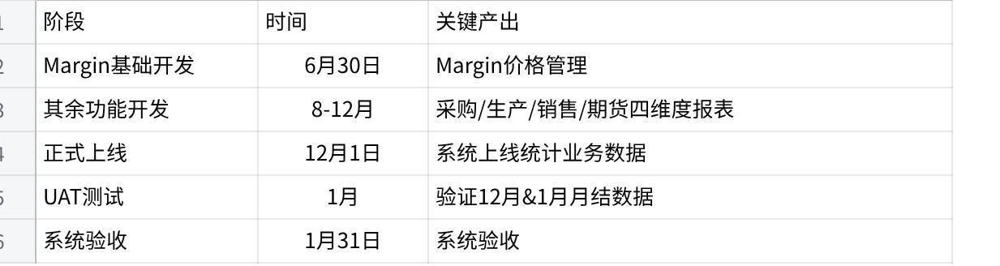 1 阶段 时间 关键产出
2 Margin基础开发 6月30日 Margin价格管理
3 其余功能开发 8-12月 采购/生产/销售/期货四维度报表
4 正式上线 12月1日 系统上线统计业务数据
5 UAT测试 1月 验证12月&1月月结数据
6 系统验收 1月31日 系统验收